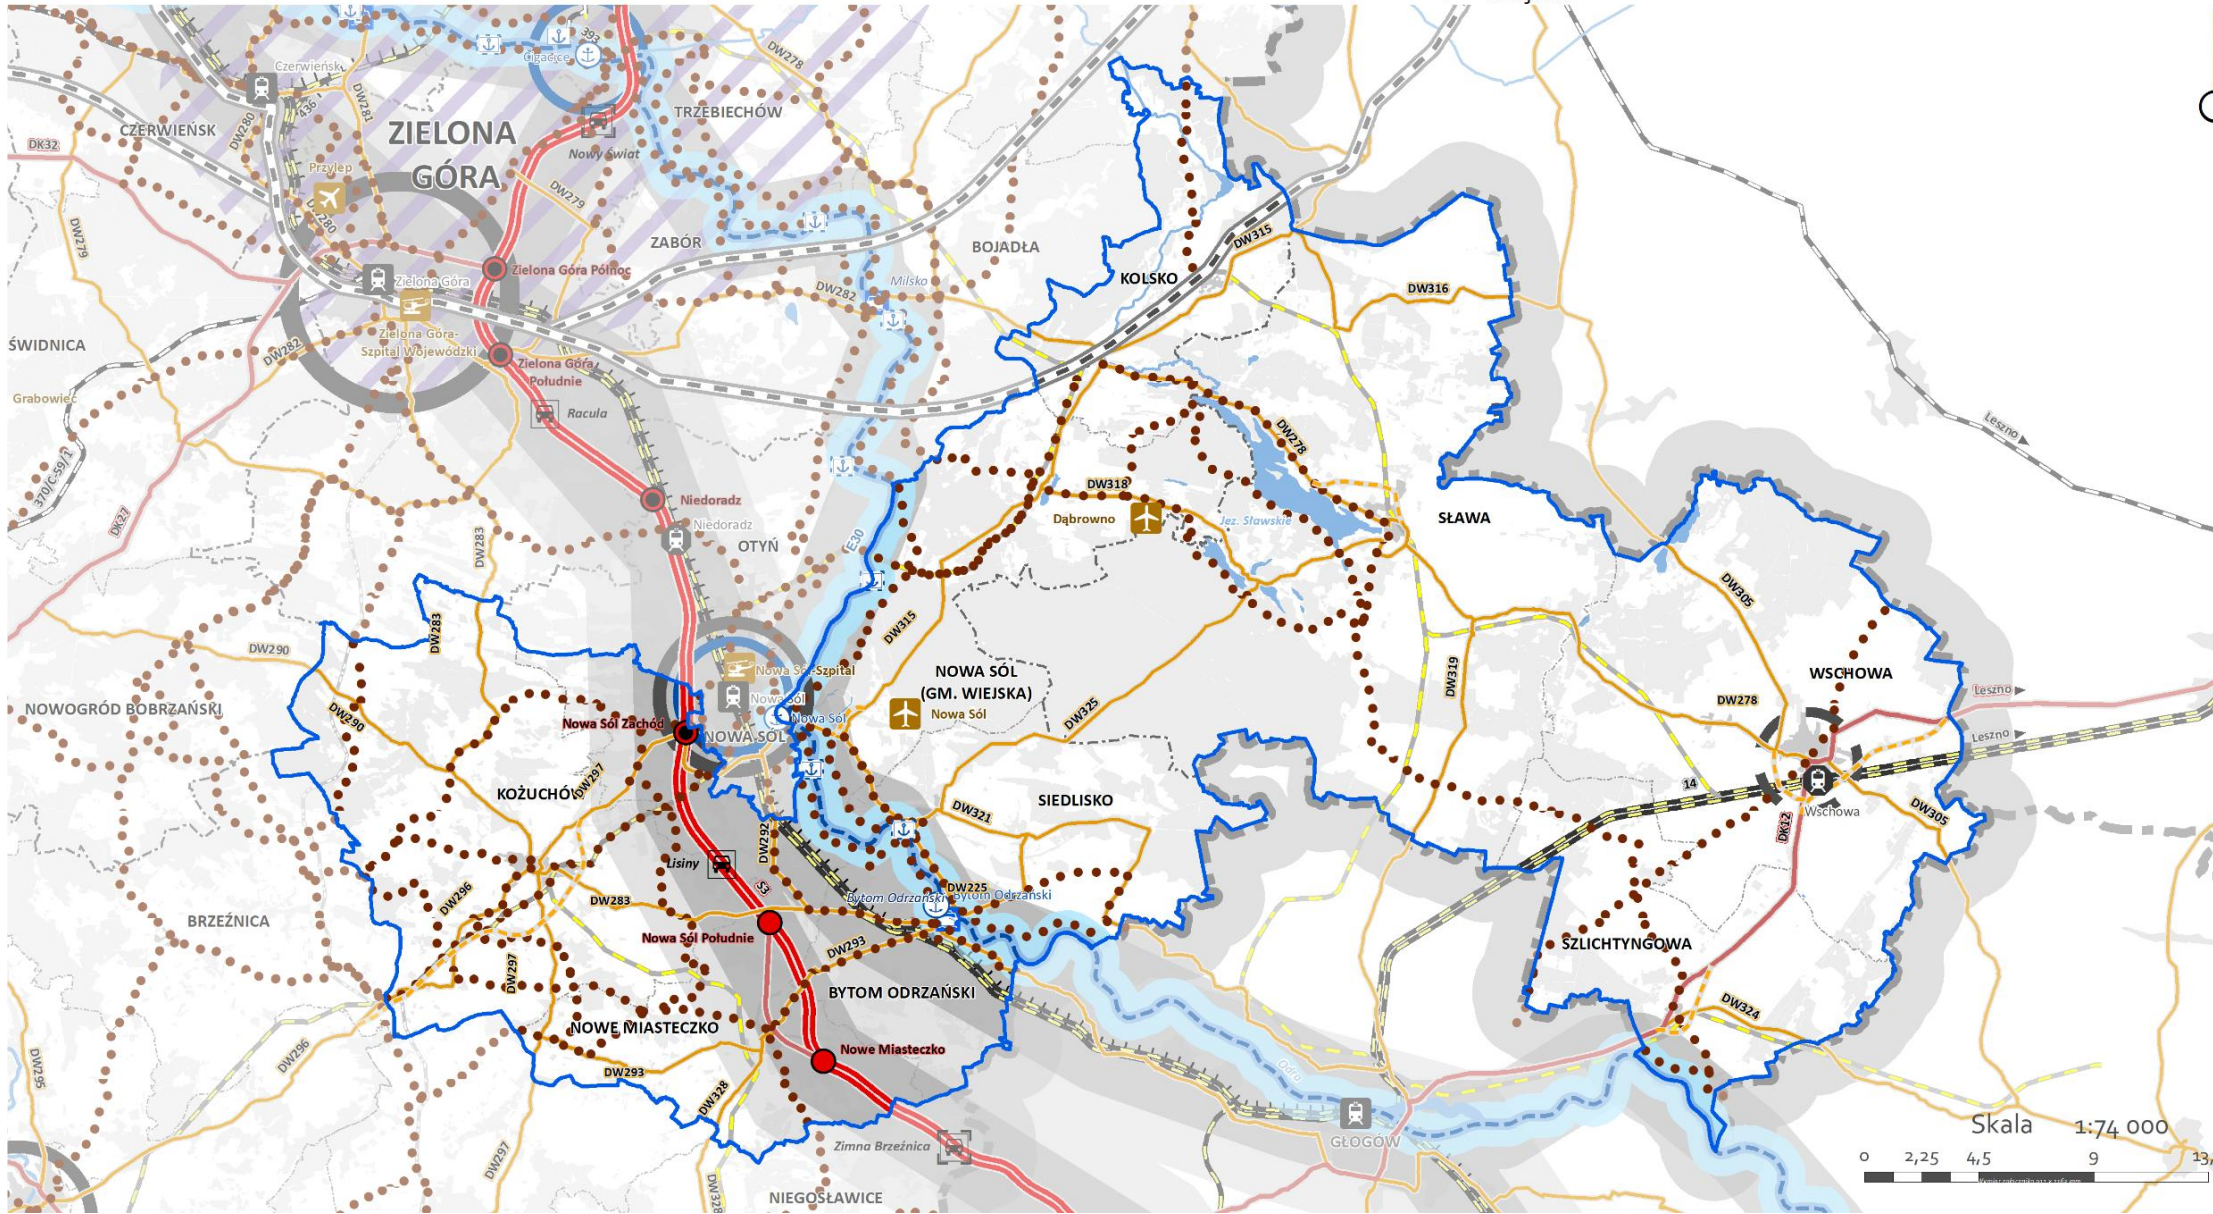 393
DW278
Cigacice
Czerwieńsk
436
DW281
DW280
CZERWIEŃSK
ZIELONA
GÓRA
TRZEBIECHÓW
Nowy Świat
DK32
Przylep
DW280
DW279
DW279
ZABÓR
BOJADŁA
DW315
Zielona Góra Północ
Zielona Góra
KOLSKO
Milsko
DW282
DW316
ŚWIDNICA
DW282
Zielona Góra-
Szpital Wojewódzki
Zielona Góra
Południe
Grabowiec
Racula
DW278
Leszno
370/C-59/1
DW318
Niedoradz
DK27
Dąbrowno
Jez. Sławskie
SŁAWA
Niedoradz
OTYŃ
E30
DW283
DW305
DW283
DW315
DW290
NOWA SÓL
(GM. WIEJSKA)
Nowa Sól-Szpital
DW319
WSCHOWA
Nowa Sól
Leszno
DW278
NOWOGRÓD BOBRZAŃSKI
DW290
Nowa Sól Zachód
Nowa Sól
Nowa Sól
DW325
NOWA SÓL
Leszno
DW297
KOŻUCHÓW
14
SIEDLISKO
DW321
Wschowa
DW305
DK12
DW292
Lisiny
S3
DW225
DW296
DW283
Bytom Odrzański
Bytom Odrzański
BRZEŹNICA
Nowa Sól Południe
DW293
SZLICHTYNGOWA
DW297
BYTOM ODRZAŃSKI
DW324
NOWE MIASTECZKO
Nowe Miasteczko
DW296
DW295
DW293
DW328
Odra
GŁOGÓW
Zimna Brzeźnica
DW297
DW328
NIEGOSŁAWICE
Skala 1:74 000
0 2,25 4,5 9 13,